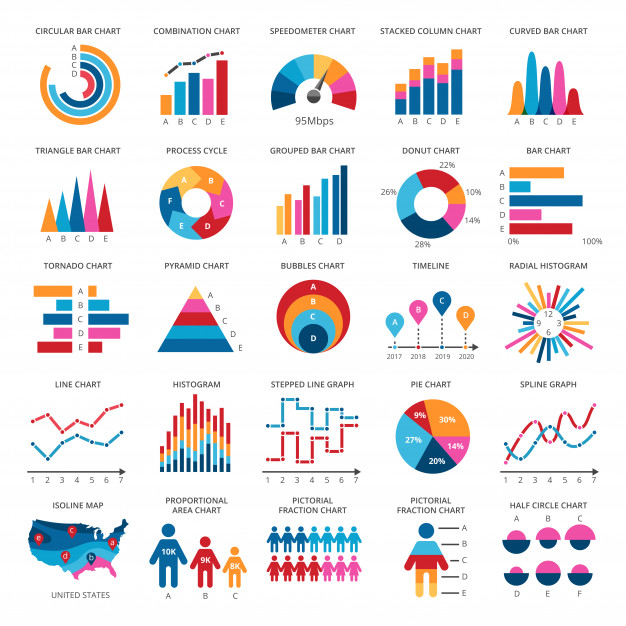 CIRCULAR BAR CHART
A
B
C
D
COMBINATION CHART
A B C D E
SPEEDOMETER CHART
95Mbps
STACKED COLUMN CHART
A B C D E
CURVED BAR CHART
A B C D E
TRIANGLE BAR CHART
A B C D E
PROCESS CYCLE
A
B
C
D
E
F
GROUPED BAR CHART
A B C D
DONUT CHART
22%
10%
14%
28%
26%
BAR CHART
A
B
C
D
E
0% 100%
TORNADO CHART
A
B
C
D
E
PYRAMID CHART
A
B
C
D
E
BUBBLES CHART
A
B
C
D
TIMELINE
A
B
C
D
2017 2018 2019 2020
RADIAL HISTOGRAM
12
9 3
6
LINE CHART
1 2 3 4 5 6 7
HISTOGRAM
STEPPED LINE GRAPH
1 2 3 4 5 6 7
PIE CHART
9%
30%
27%
14%
20%
SPLINE GRAPH
1 2 3 4 5 6 7
ISOLINE MAP
c
e
a
d
b
UNITED STATES
PROPORTIONAL
AREA CHART
10K
9K
8K
A B C
PICTORIAL
FRACTION CHART
PICTORIAL
FRACTION CHART
A
B
C
D
E
HALF CIRCLE CHART
A B C
D E F